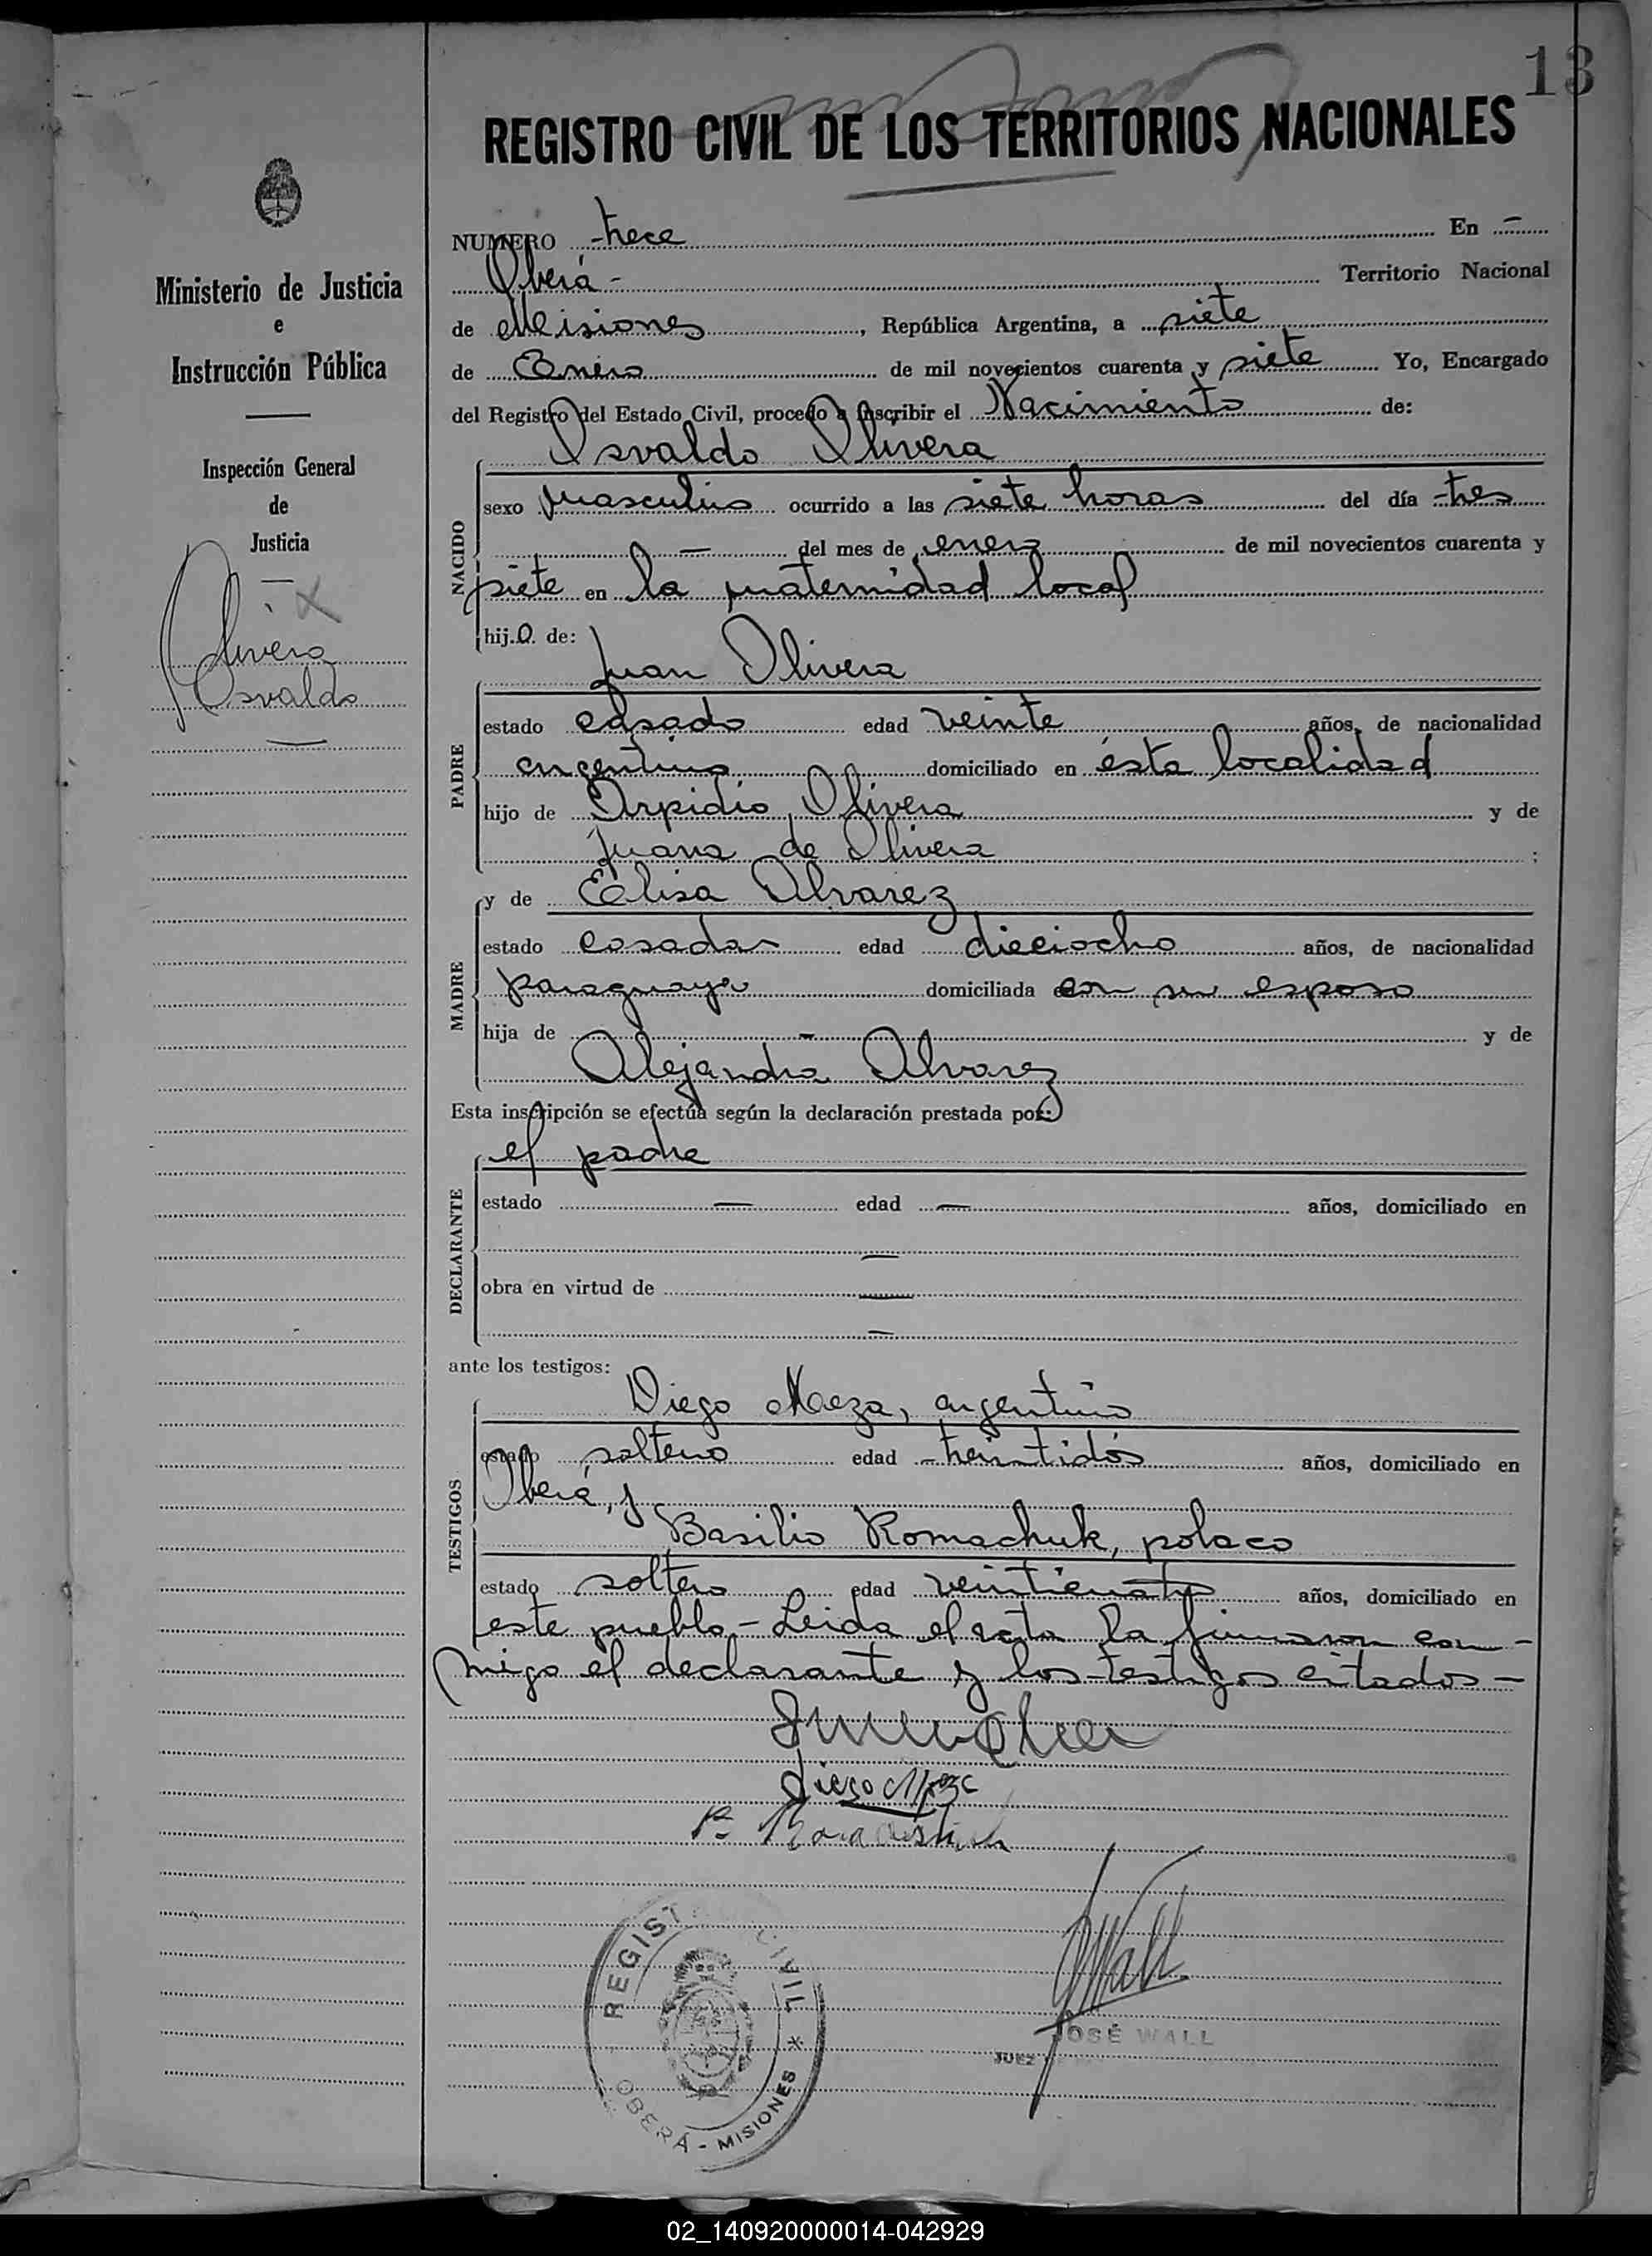 13
REGISTRO CIVIL DE LOS TERRITORIOS NACIONALES
Ministerio de Justicia
e
Instrucción Pública
Inspección General
de
Justicia
Olivera
Osvaldo
NUMERO trece En -
Oberá - Territorio Nacional
de Misiones, República Argentina, a siete
de Enero de mil novecientos cuarenta y siete Yo, Encargado
del Registro del Estado Civil, procedo a inscribir el Nacimiento de:
Osvaldo Olivera
NACIDO
sexo masculino ocurrido a las siete horas del día tres
— del mes de enero de mil novecientos cuarenta y
siete en la maternidad local
hijo de:
Juan Olivera
PADRE
estado casado edad veinte años, de nacionalidad
argentina domiciliado en ésta localidad
hijo de Orpidio Olivera y de
Juana de Olivera ;
MADRE
y de Elisa Alvarez
estado casada edad dieciocho años, de nacionalidad
paraguaya domiciliada con su esposo
hija de - y de
Alejandra Alvarez
Esta inscripción se efectúa según la declaración prestada por:
DECLARANTE
el padre
estado — edad — años, domiciliado en
—
obra en virtud de —
—
ante los testigos:
TESTIGOS
Diego Meza, argentino
estado soltero edad treintidós años, domiciliado en
Oberá, y
Basilio Romachuk, polaco
estado soltero edad veinticuatro años, domiciliado en
este pueblo - Leida el acta la firmaron con-
migo el declarante y los testigos citados -
Diego Meza
REGISTRO CIVIL * OBERÁ - MISIONES
JWall
JOSÉ WALL
JUEZ
02_140920000014-042929